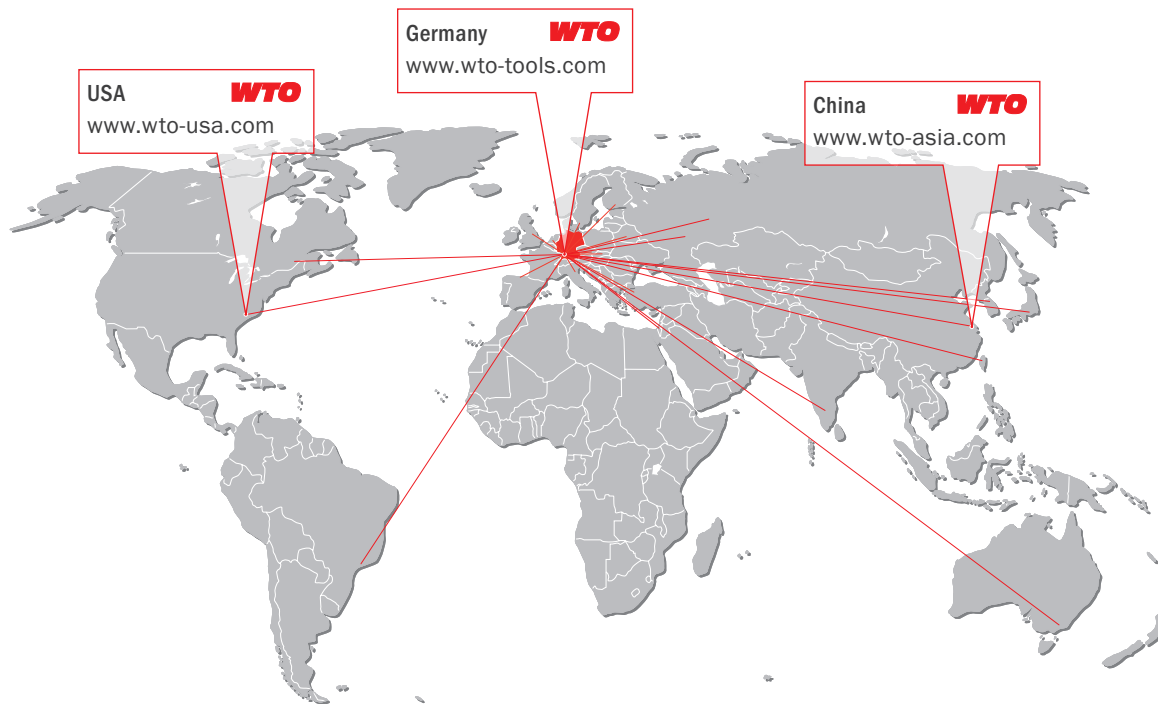 Germany WTO
www.wto-tools.com
USA WTO
www.wto-usa.com
China WTO
www.wto-asia.com